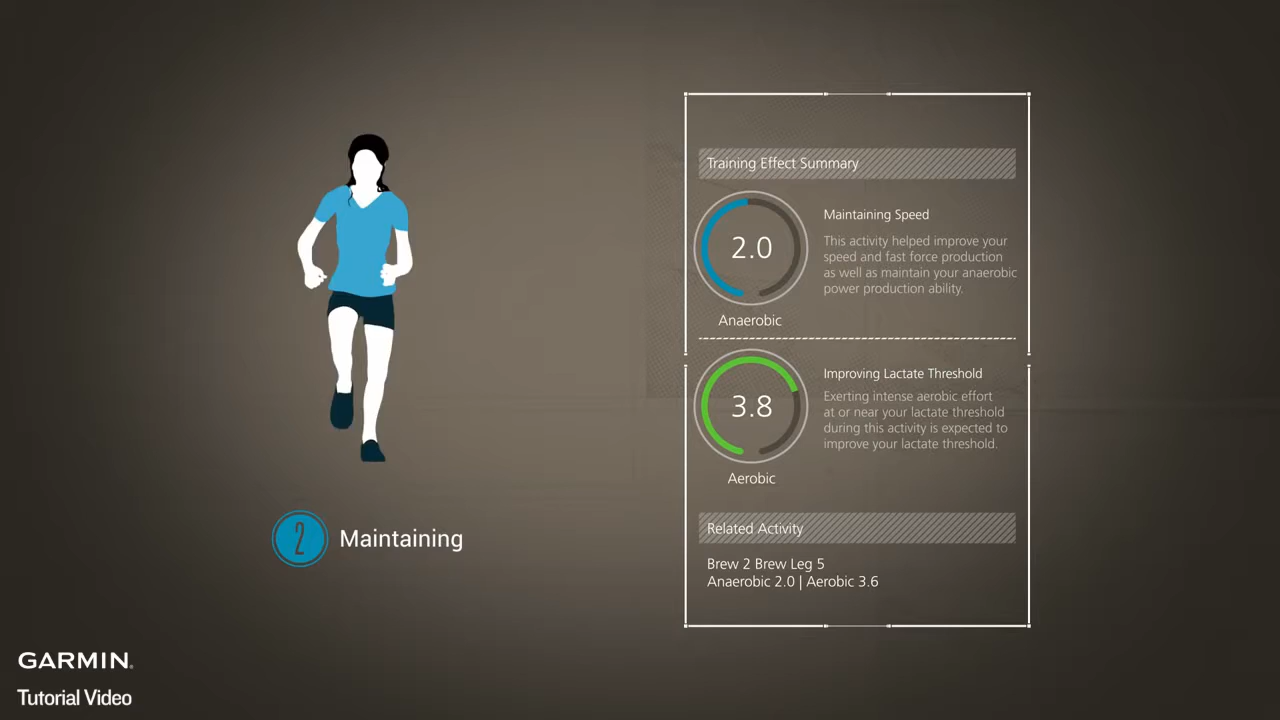 Training Effect Summary
2.0
Anaerobic
Maintaining Speed
This activity helped improve your
speed and fast force production
as well as maintain your anaerobic
power production ability.
3.8
Aerobic
Improving Lactate Threshold
Exerting intense aerobic effort
at or near your lactate threshold
during this activity is expected to
improve your lactate threshold.
2 Maintaining
Related Activity
Brew 2 Brew Leg 5
Anaerobic 2.0 | Aerobic 3.6
GARMIN.
Tutorial Video